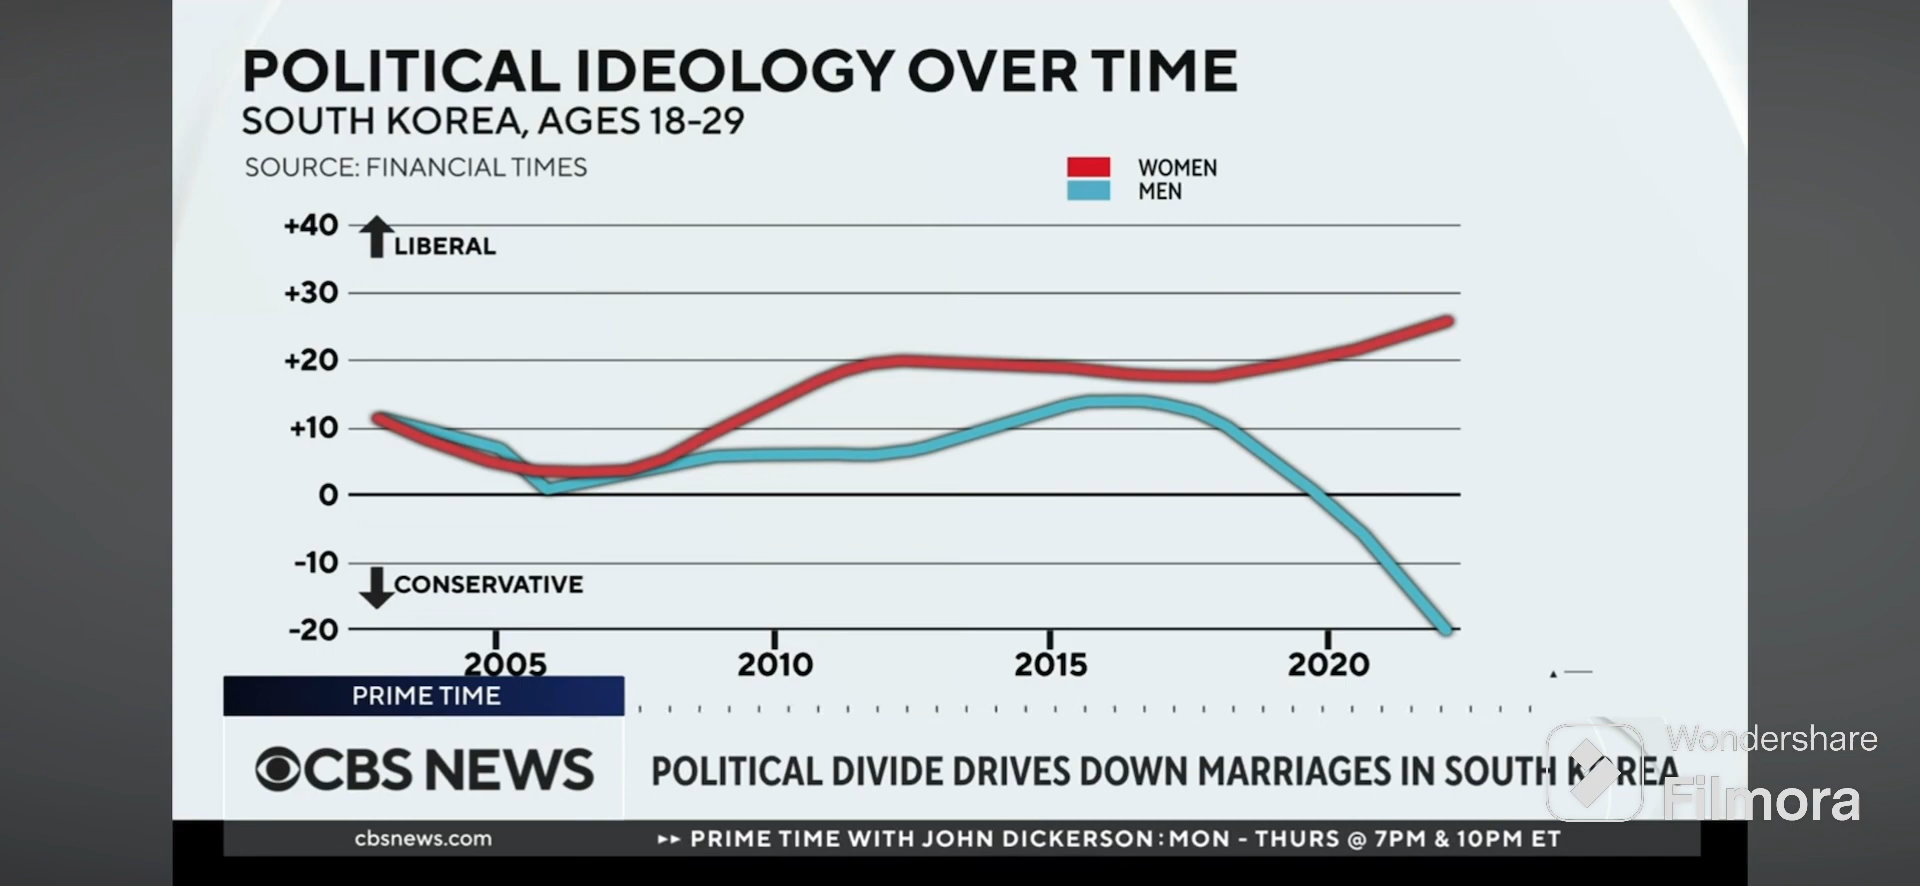 POLITICAL IDEOLOGY OVER TIME
SOUTH KOREA, AGES 18-29
SOURCE: FINANCIAL TIMES
WOMEN
MEN
+40
LIBERAL
+30
+20
+10
0
-10
CONSERVATIVE
-20
2005 2010 2015 2020
PRIME TIME
CBS NEWS
POLITICAL DIVIDE DRIVES DOWN MARRIAGES IN SOUTH KOREA
Wondershare
Filmora
cbsnews.com
PRIME TIME WITH JOHN DICKERSON: MON - THURS @ 7PM & 10PM ET